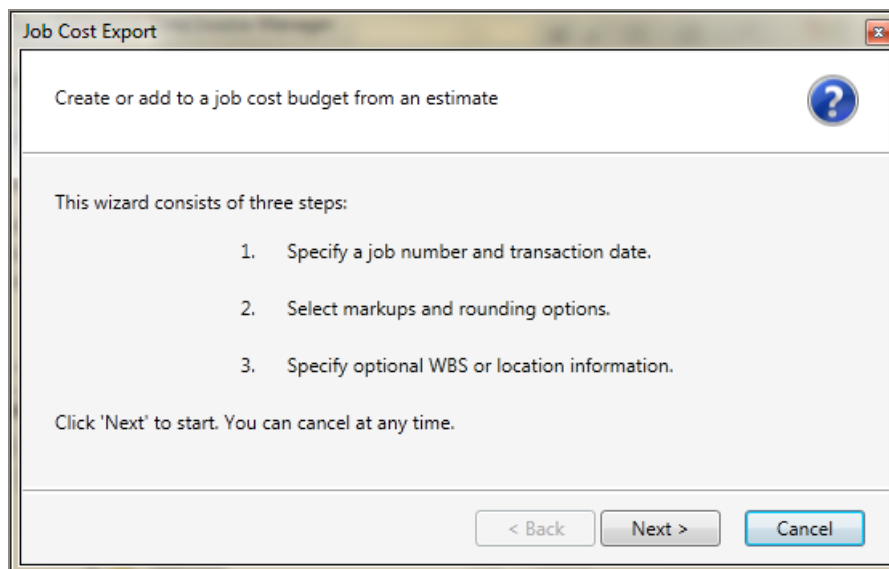 Job Cost Export
Create or add to a job cost budget from an estimate
This wizard consists of three steps:
1. Specify a job number and transaction date.
2. Select markups and rounding options.
3. Specify optional WBS or location information.
Click 'Next' to start. You can cancel at any time.
< Back Next > Cancel